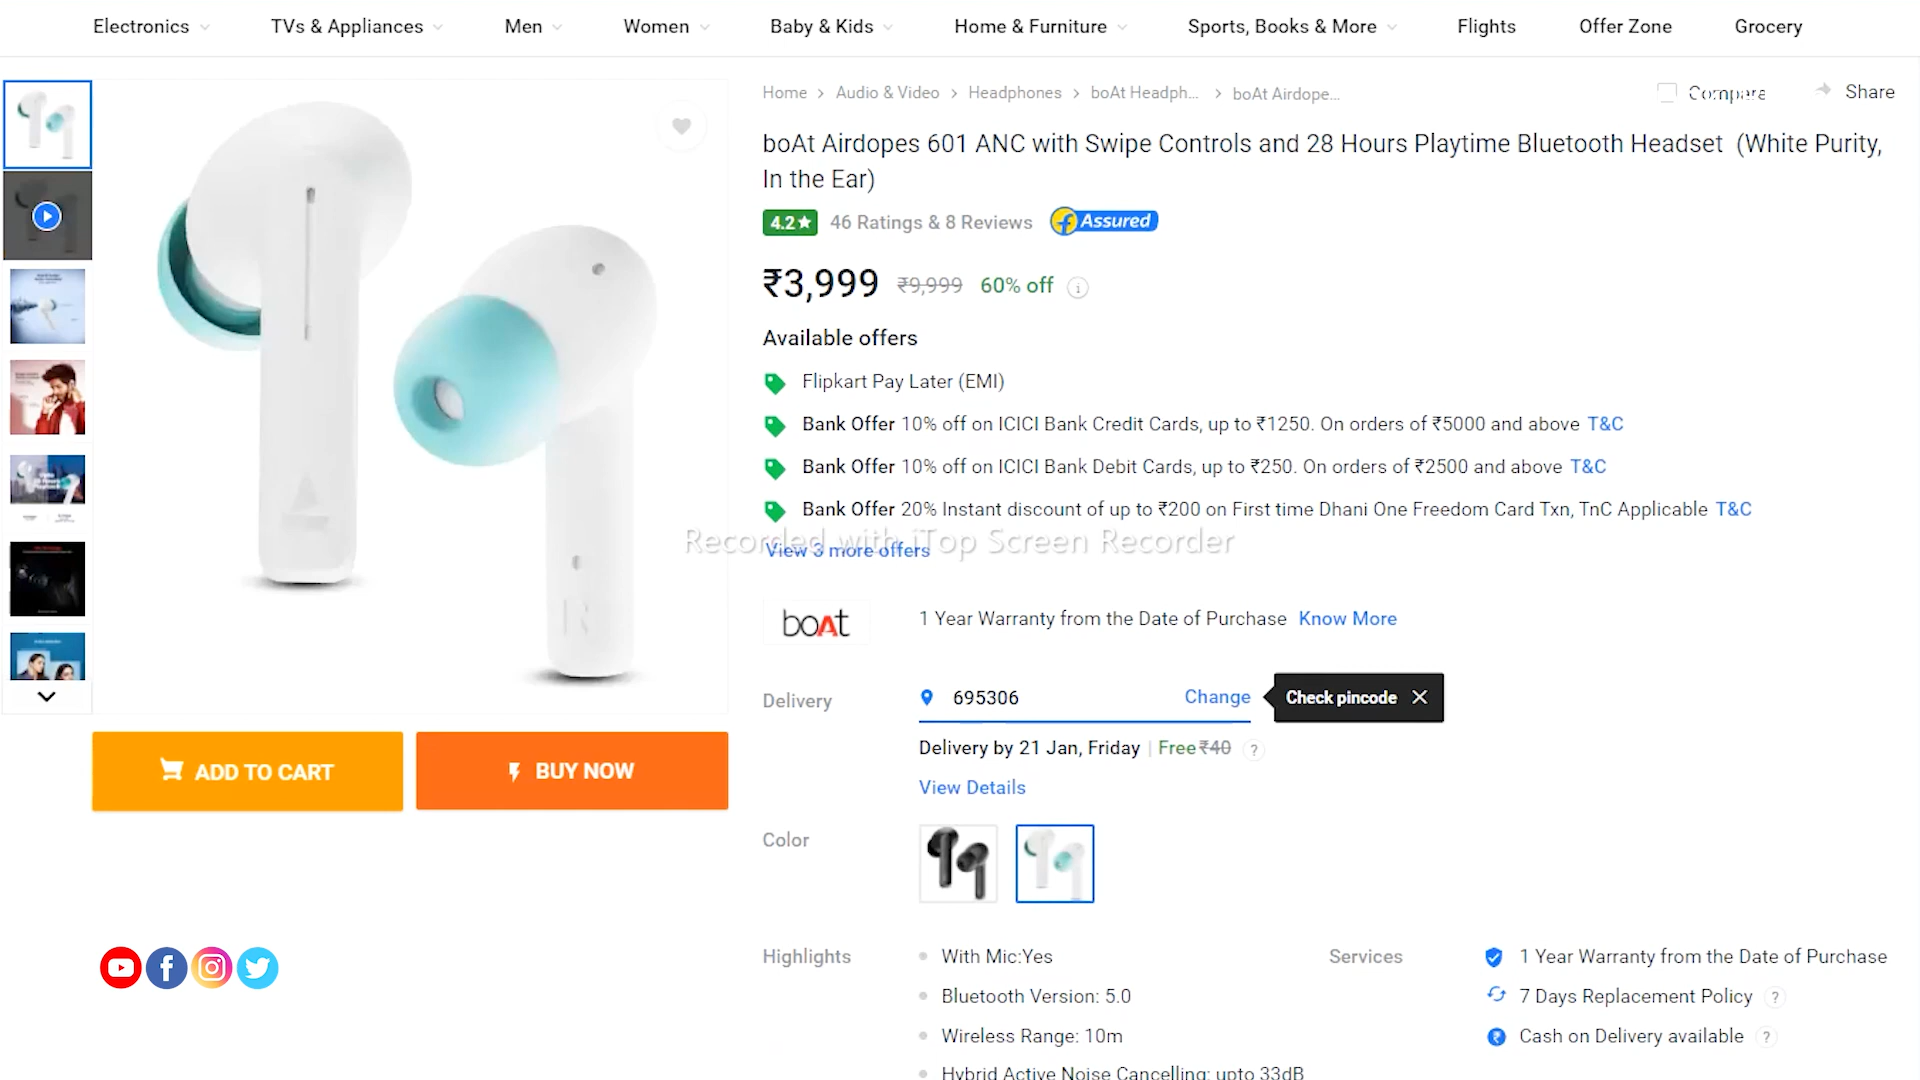 Electronics
TVs & Appliances
Men
Women
Baby & Kids
Home & Furniture
Sports, Books & More
Flights
Offer Zone
Grocery
Home
Audio & Video
Headphones
boAt Headph...
boAt Airdope...
Compare
Share
boAt Airdopes 601 ANC with Swipe Controls and 28 Hours Playtime Bluetooth Headset (White Purity,
In the Ear)
4.2★ 46 Ratings & 8 Reviews
f Assured
₹3,999 ₹9,999 60% off
Available offers
Flipkart Pay Later (EMI)
Bank Offer 10% off on ICICI Bank Credit Cards, up to ₹1250. On orders of ₹5000 and above T&C
Bank Offer 10% off on ICICI Bank Debit Cards, up to ₹250. On orders of ₹2500 and above T&C
Bank Offer 20% Instant discount of up to ₹200 on First time Dhani One Freedom Card Txn, TnC Applicable T&C
View 3 more offers
Recorded with iTop Screen Recorder
boAt
1 Year Warranty from the Date of Purchase Know More
Delivery
695306
Change
Check pincode
Delivery by 21 Jan, Friday | Free ₹40 ?
View Details
ADD TO CART
BUY NOW
R
Color
Highlights
With Mic:Yes
Bluetooth Version: 5.0
Wireless Range: 10m
Hybrid Active Noise Cancelling: upto 33dB
Services
1 Year Warranty from the Date of Purchase
7 Days Replacement Policy ?
Cash on Delivery available ?